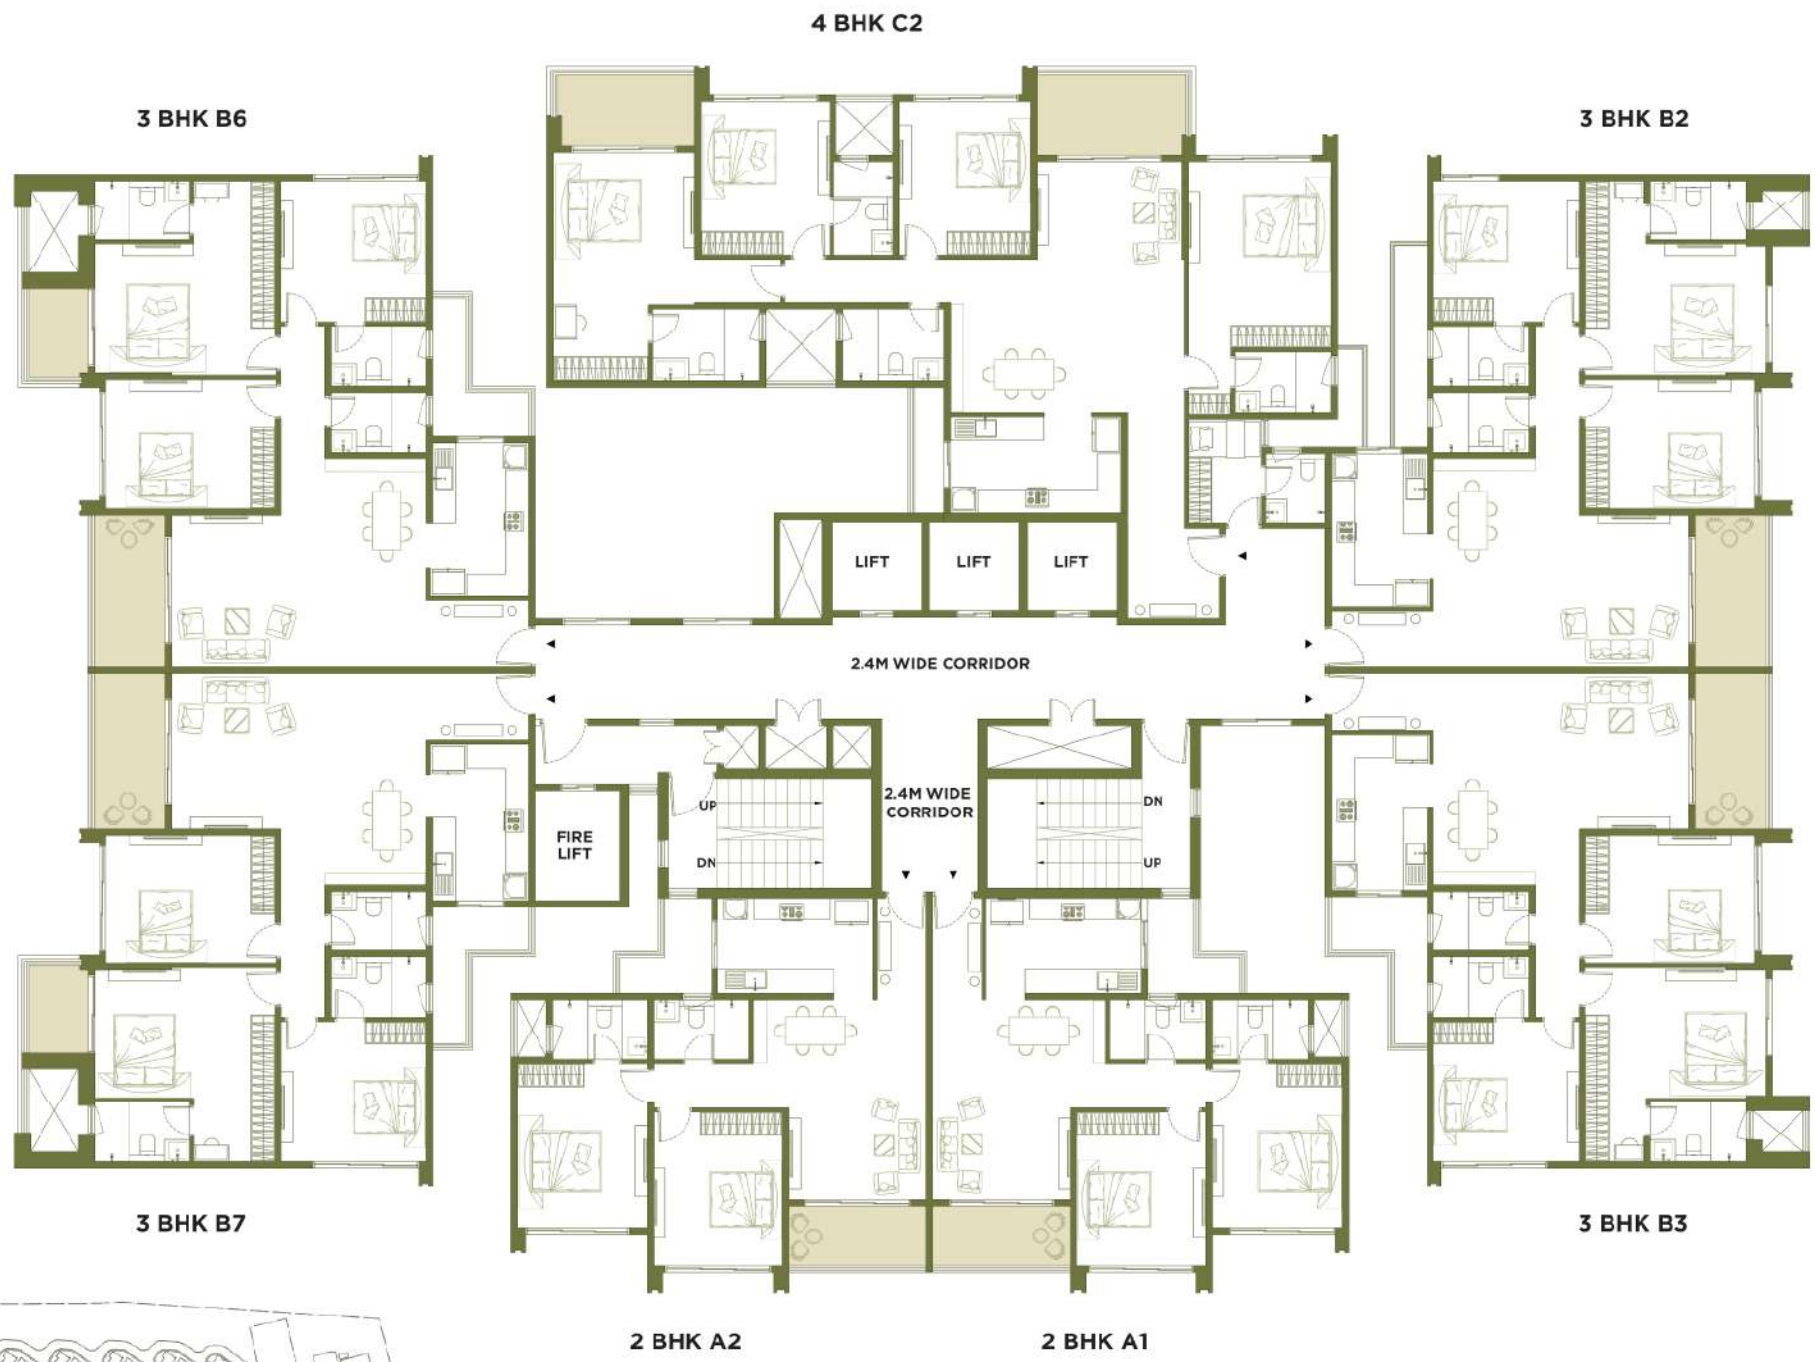 4 BHK C2
3 BHK B6
3 BHK B2
LIFT
LIFT
LIFT
2.4M WIDE CORRIDOR
UP
DN
FIRE
LIFT
2.4M WIDE
CORRIDOR
DN
UP
3 BHK B7
3 BHK B3
2 BHK A2
2 BHK A1